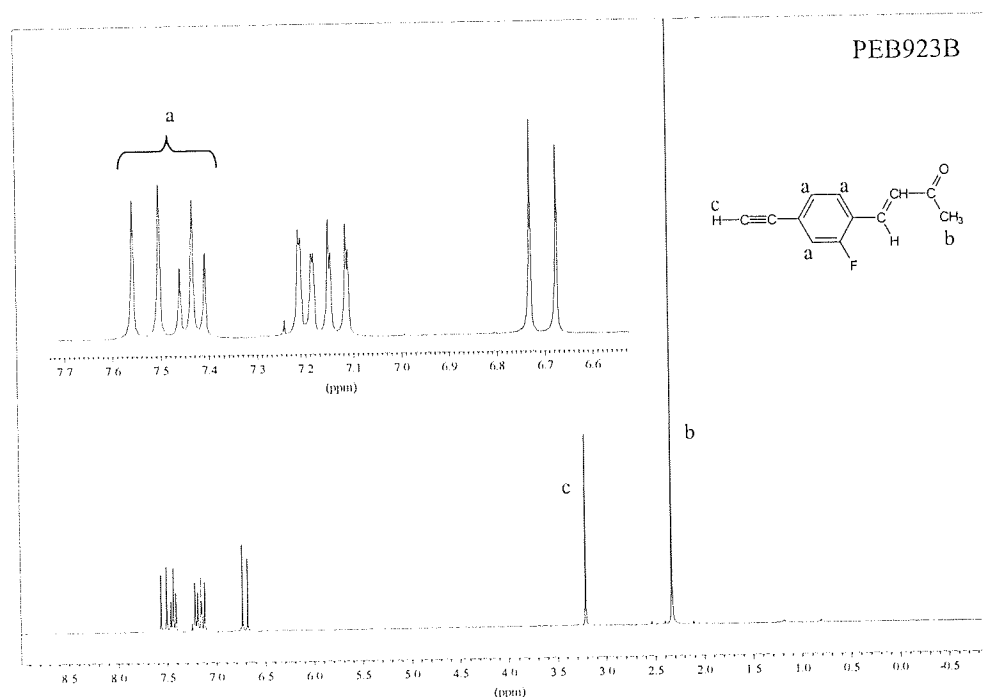 PEB923B
a
7.7 7.6 7.5 7.4 7.3 7.2 7.1 7.0 6.9 6.8 6.7 6.6
(ppm)
O
a a CH C
c
H C CH₃
a C b
F H
b
c
8.5 8.0 7.5 7.0 6.5 6.0 5.5 5.0 4.5 4.0 3.5 3.0 2.5 2.0 1.5 1.0 0.5 0.0 -0.5
(ppm)